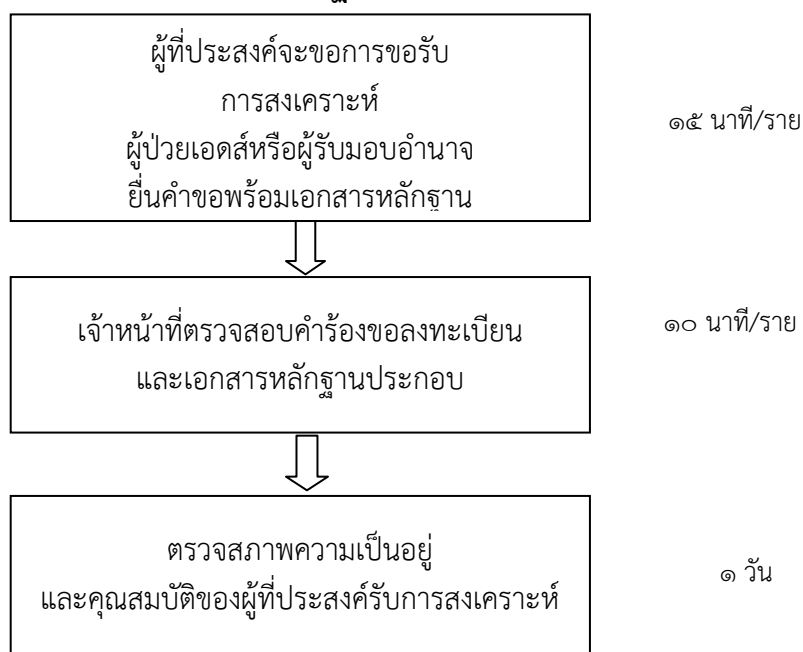 ผู้ที่ประสงค์จะขอการขอรับ
การสงเคราะห์
ผู้ป่วยเอดส์หรือผู้รับมอบอำนาจ
ยื่นคำขอพร้อมเอกสารหลักฐาน
๑๕ นาที/ราย
เจ้าหน้าที่ตรวจสอบคำร้องขอลงทะเบียน
และเอกสารหลักฐานประกอบ
๑๐ นาที/ราย
ตรวจสภาพความเป็นอยู่
และคุณสมบัติของผู้ที่ประสงค์รับการสงเคราะห์
๑ วัน